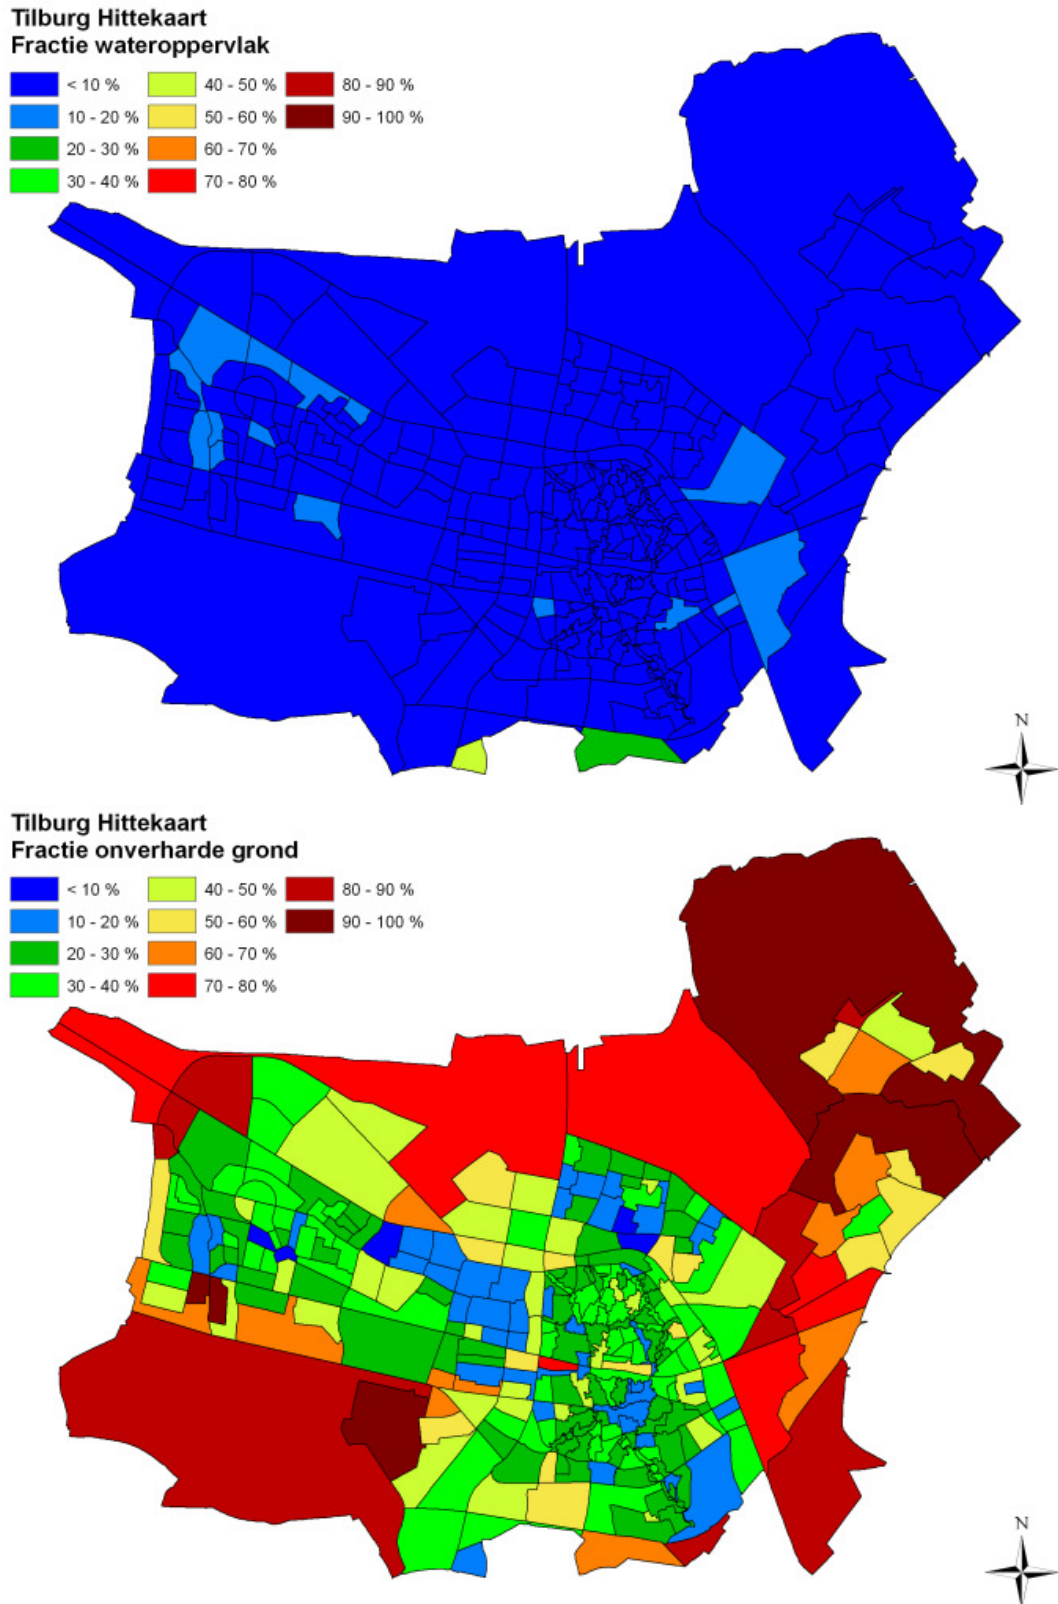 Tilburg Hittekaart
Fractie wateroppervlak
< 10 % 40 - 50 % 80 - 90 %
10 - 20 % 50 - 60 % 90 - 100 %
20 - 30 % 60 - 70 %
30 - 40 % 70 - 80 %
N
Tilburg Hittekaart
Fractie onverharde grond
< 10 % 40 - 50 % 80 - 90 %
10 - 20 % 50 - 60 % 90 - 100 %
20 - 30 % 60 - 70 %
30 - 40 % 70 - 80 %
N